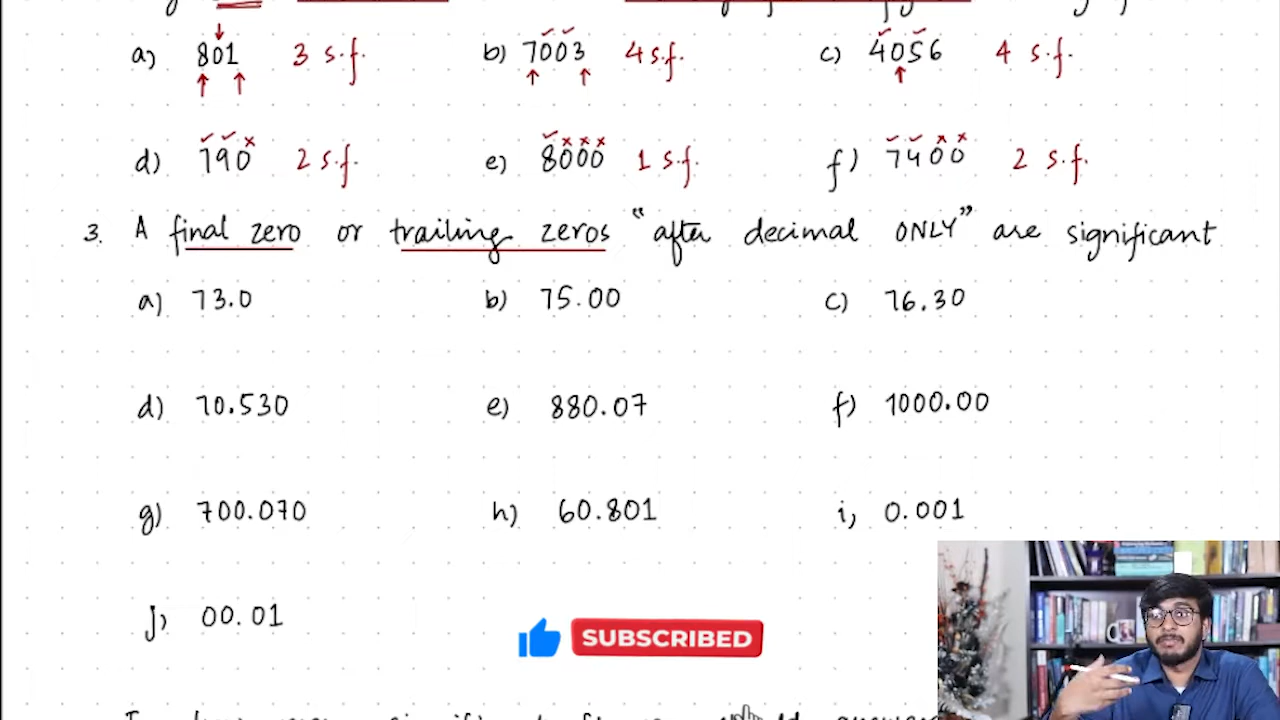 a) 801 3 s.f. b) 7003 4 s.f. c) 4056 4 s.f.
d) 790 2 s.f. e) 8000 1 s.f. f) 7400 2 s.f.
3. A final zero or trailing zeros "after decimal ONLY" are significant
a) 73.0 b) 75.00 c) 76.30
d) 70.530 e) 880.07 f) 1000.00
g) 700.070 h) 60.801 i) 0.001
j) 00.01
SUBSCRIBED